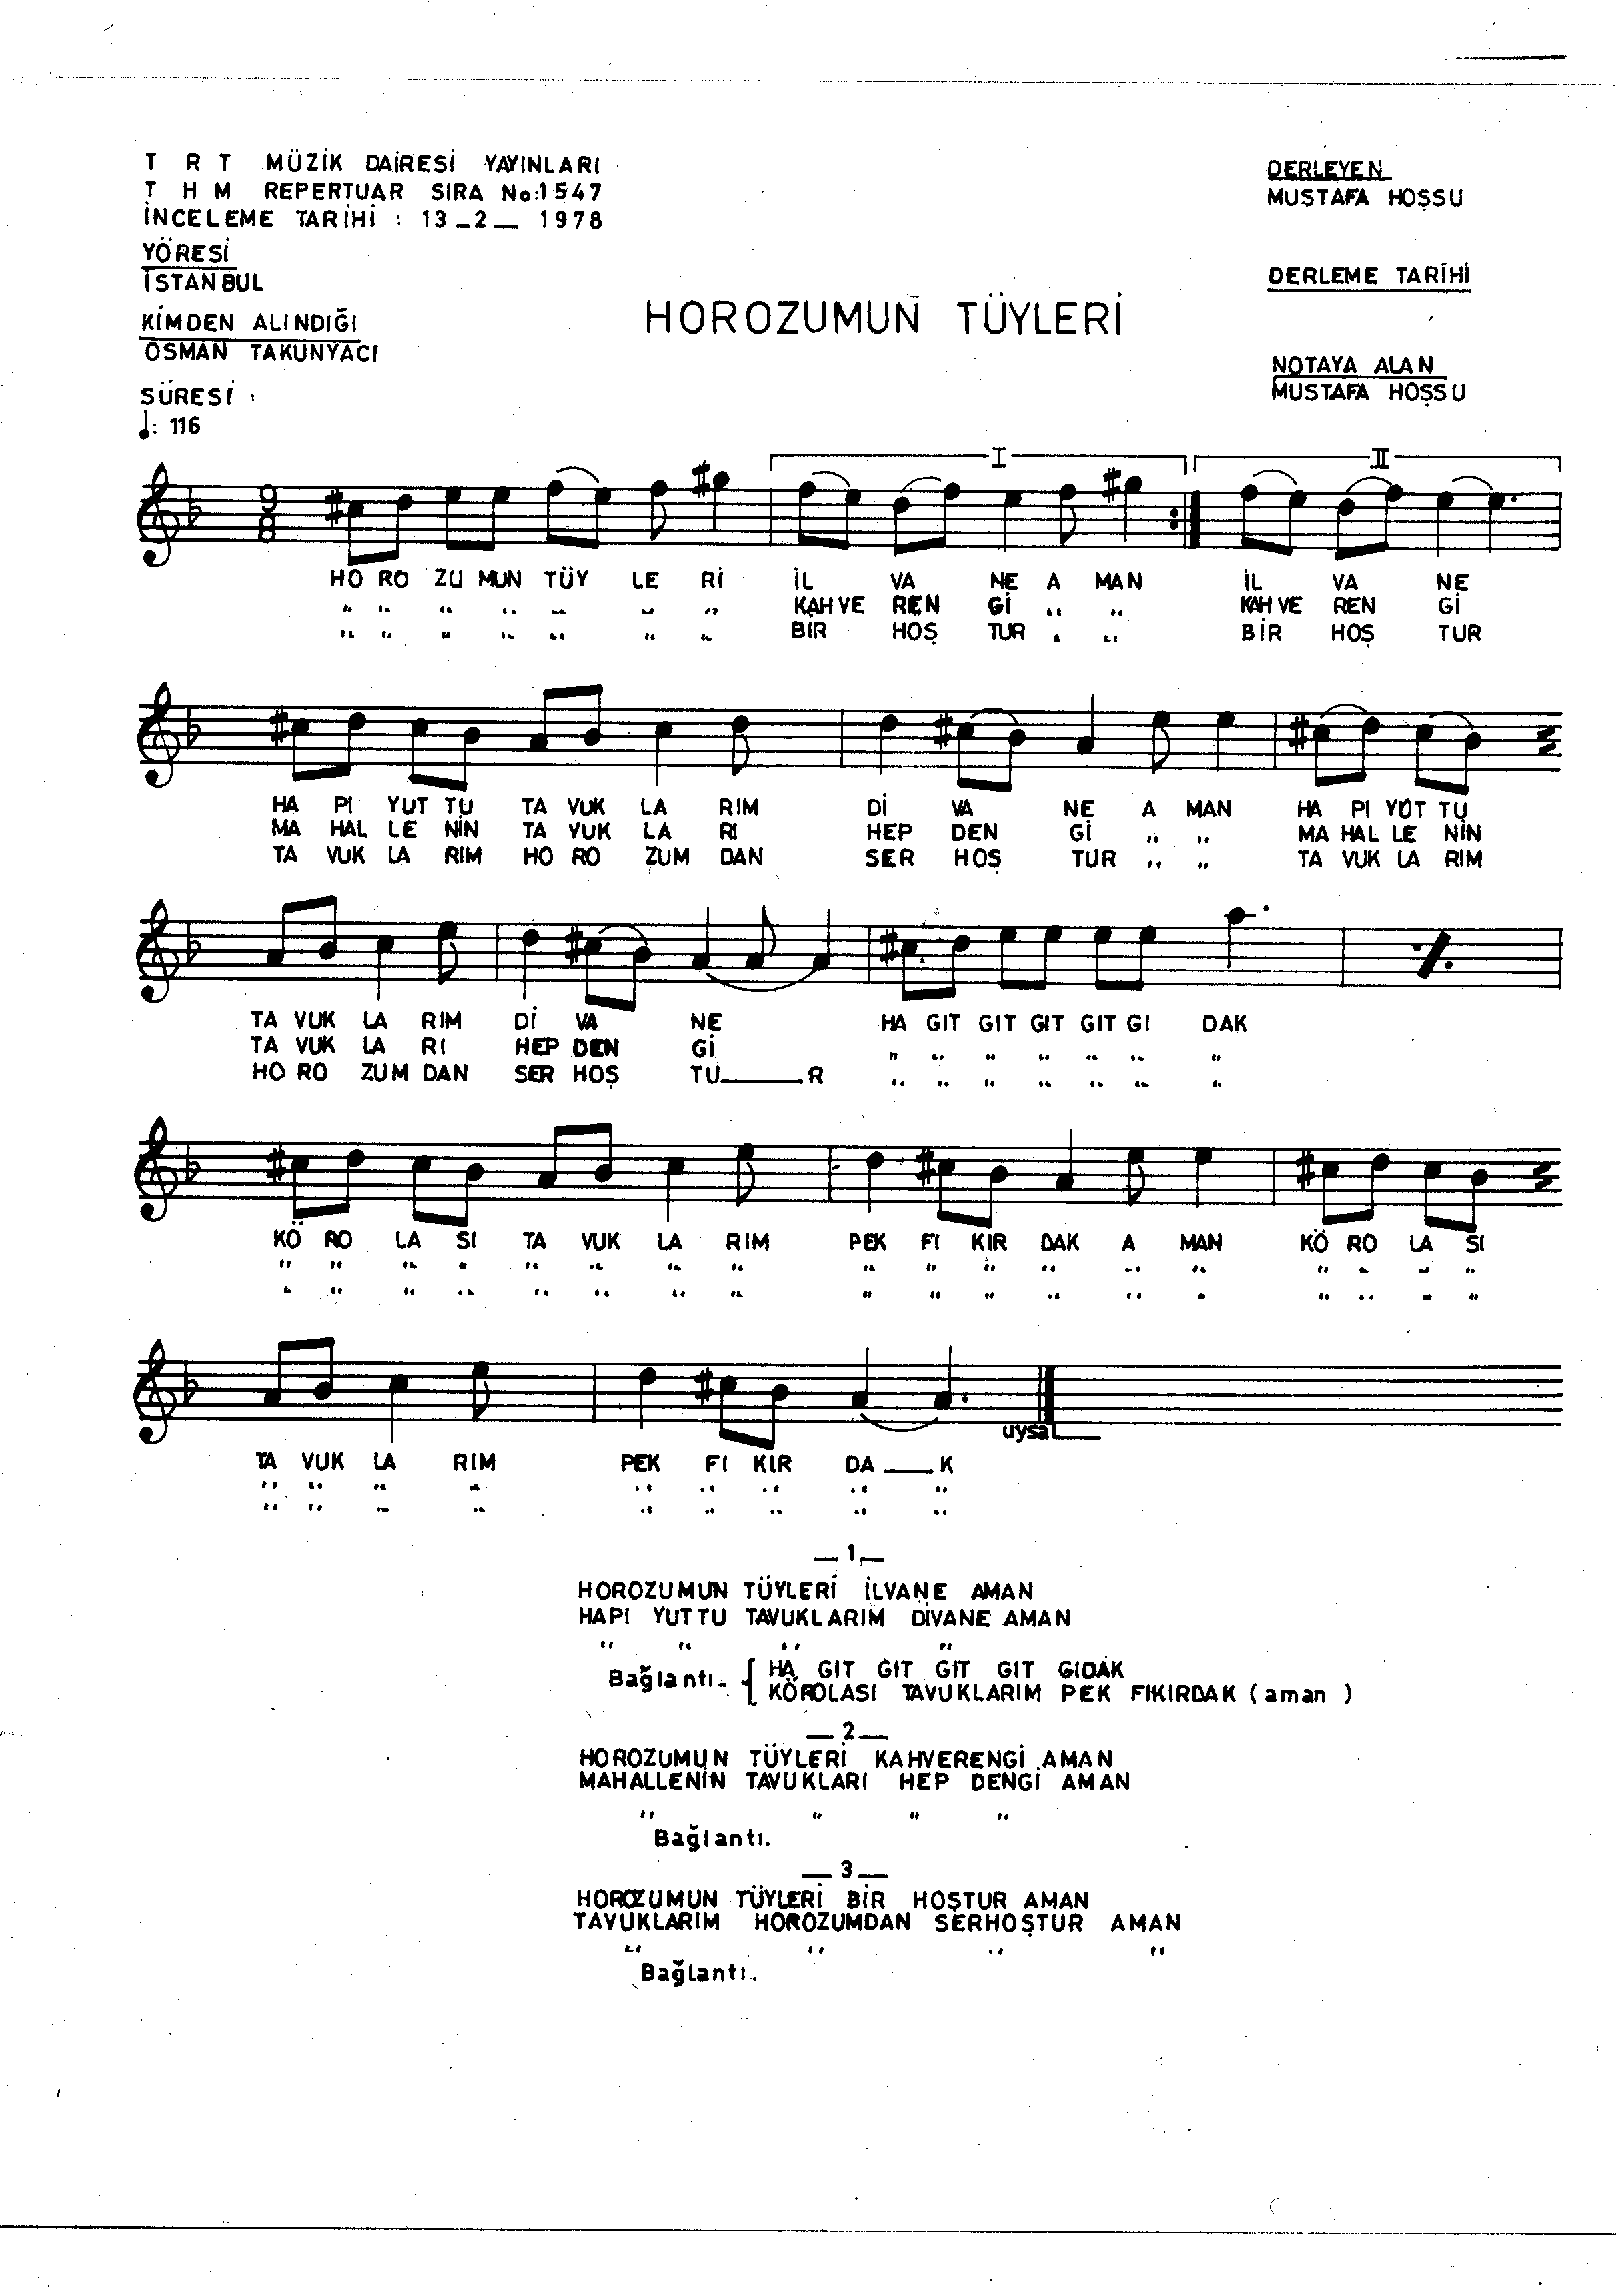 T R T MÜZİK DAİRESİ YAYINLARI
T H M REPERTUAR SIRA No:1547
İNCELEME TARİHİ : 13_2_ 1978
YÖRESİ
İSTANBUL
KİMDEN ALINDIĞI
OSMAN TAKUNYACI
SÜRESİ :
♩: 116
DERLEYEN
MUSTAFA HOŞSU
DERLEME TARİHİ
NOTAYA ALAN
MUSTAFA HOŞSU
HOROZUMUN TÜYLERİ
I II
9
8
HO RO ZU MUN TÜY LE Rİ İL VA NE A MAN İL VA NE
" " " " " " " KAH VE REN Gİ " " KAH VE REN Gİ
" " " " " " " BİR HOŞ TUR " " BİR HOŞ TUR
HA PI YUT TU TA VUK LA RIM Dİ VA NE A MAN HA PI YUT TU
MA HAL LE NİN TA VUK LA RI HEP DEN Gİ " " MA HAL LE NİN
TA VUK LA RIM HO RO ZUM DAN SER HOŞ TUR " " TA VUK LA RIM
TA VUK LA RIM Dİ VA NE HA GIT GIT GIT GIT GI DAK
TA VUK LA RI HEP DEN Gİ " " " " " " "
HO RO ZUM DAN SER HOŞ TU___R " " " " " " "
KÖ RO LA SI TA VUK LA RIM PEK FI KIR DAK A MAN KÖ RO LA SI
" " " " " " " " " " " " " " " " " "
" " " " " " " " " " " " " " " " " "
TA VUK LA RIM PEK FI KIR DA___K
" " " " " " " " "
" " " " " " " " "
uysal
_1_
HOROZUMUN TÜYLERİ İLVANE AMAN
HAPI YUTTU TAVUKLARIM DİVANE AMAN
" " " "
Bağlantı_ { HA GIT GIT GIT GIT GIDAK
KÖROLASI TAVUKLARIM PEK FIKIRDAK (aman )
_2_
HOROZUMUN TÜYLERİ KAHVERENGİ AMAN
MAHALLENİN TAVUKLARI HEP DENGİ AMAN
" " " "
Bağlantı.
_3_
HOROZUMUN TÜYLERİ BİR HOŞTUR AMAN
TAVUKLARIM HOROZUMDAN SERHOŞTUR AMAN
" " " "
Bağlantı.